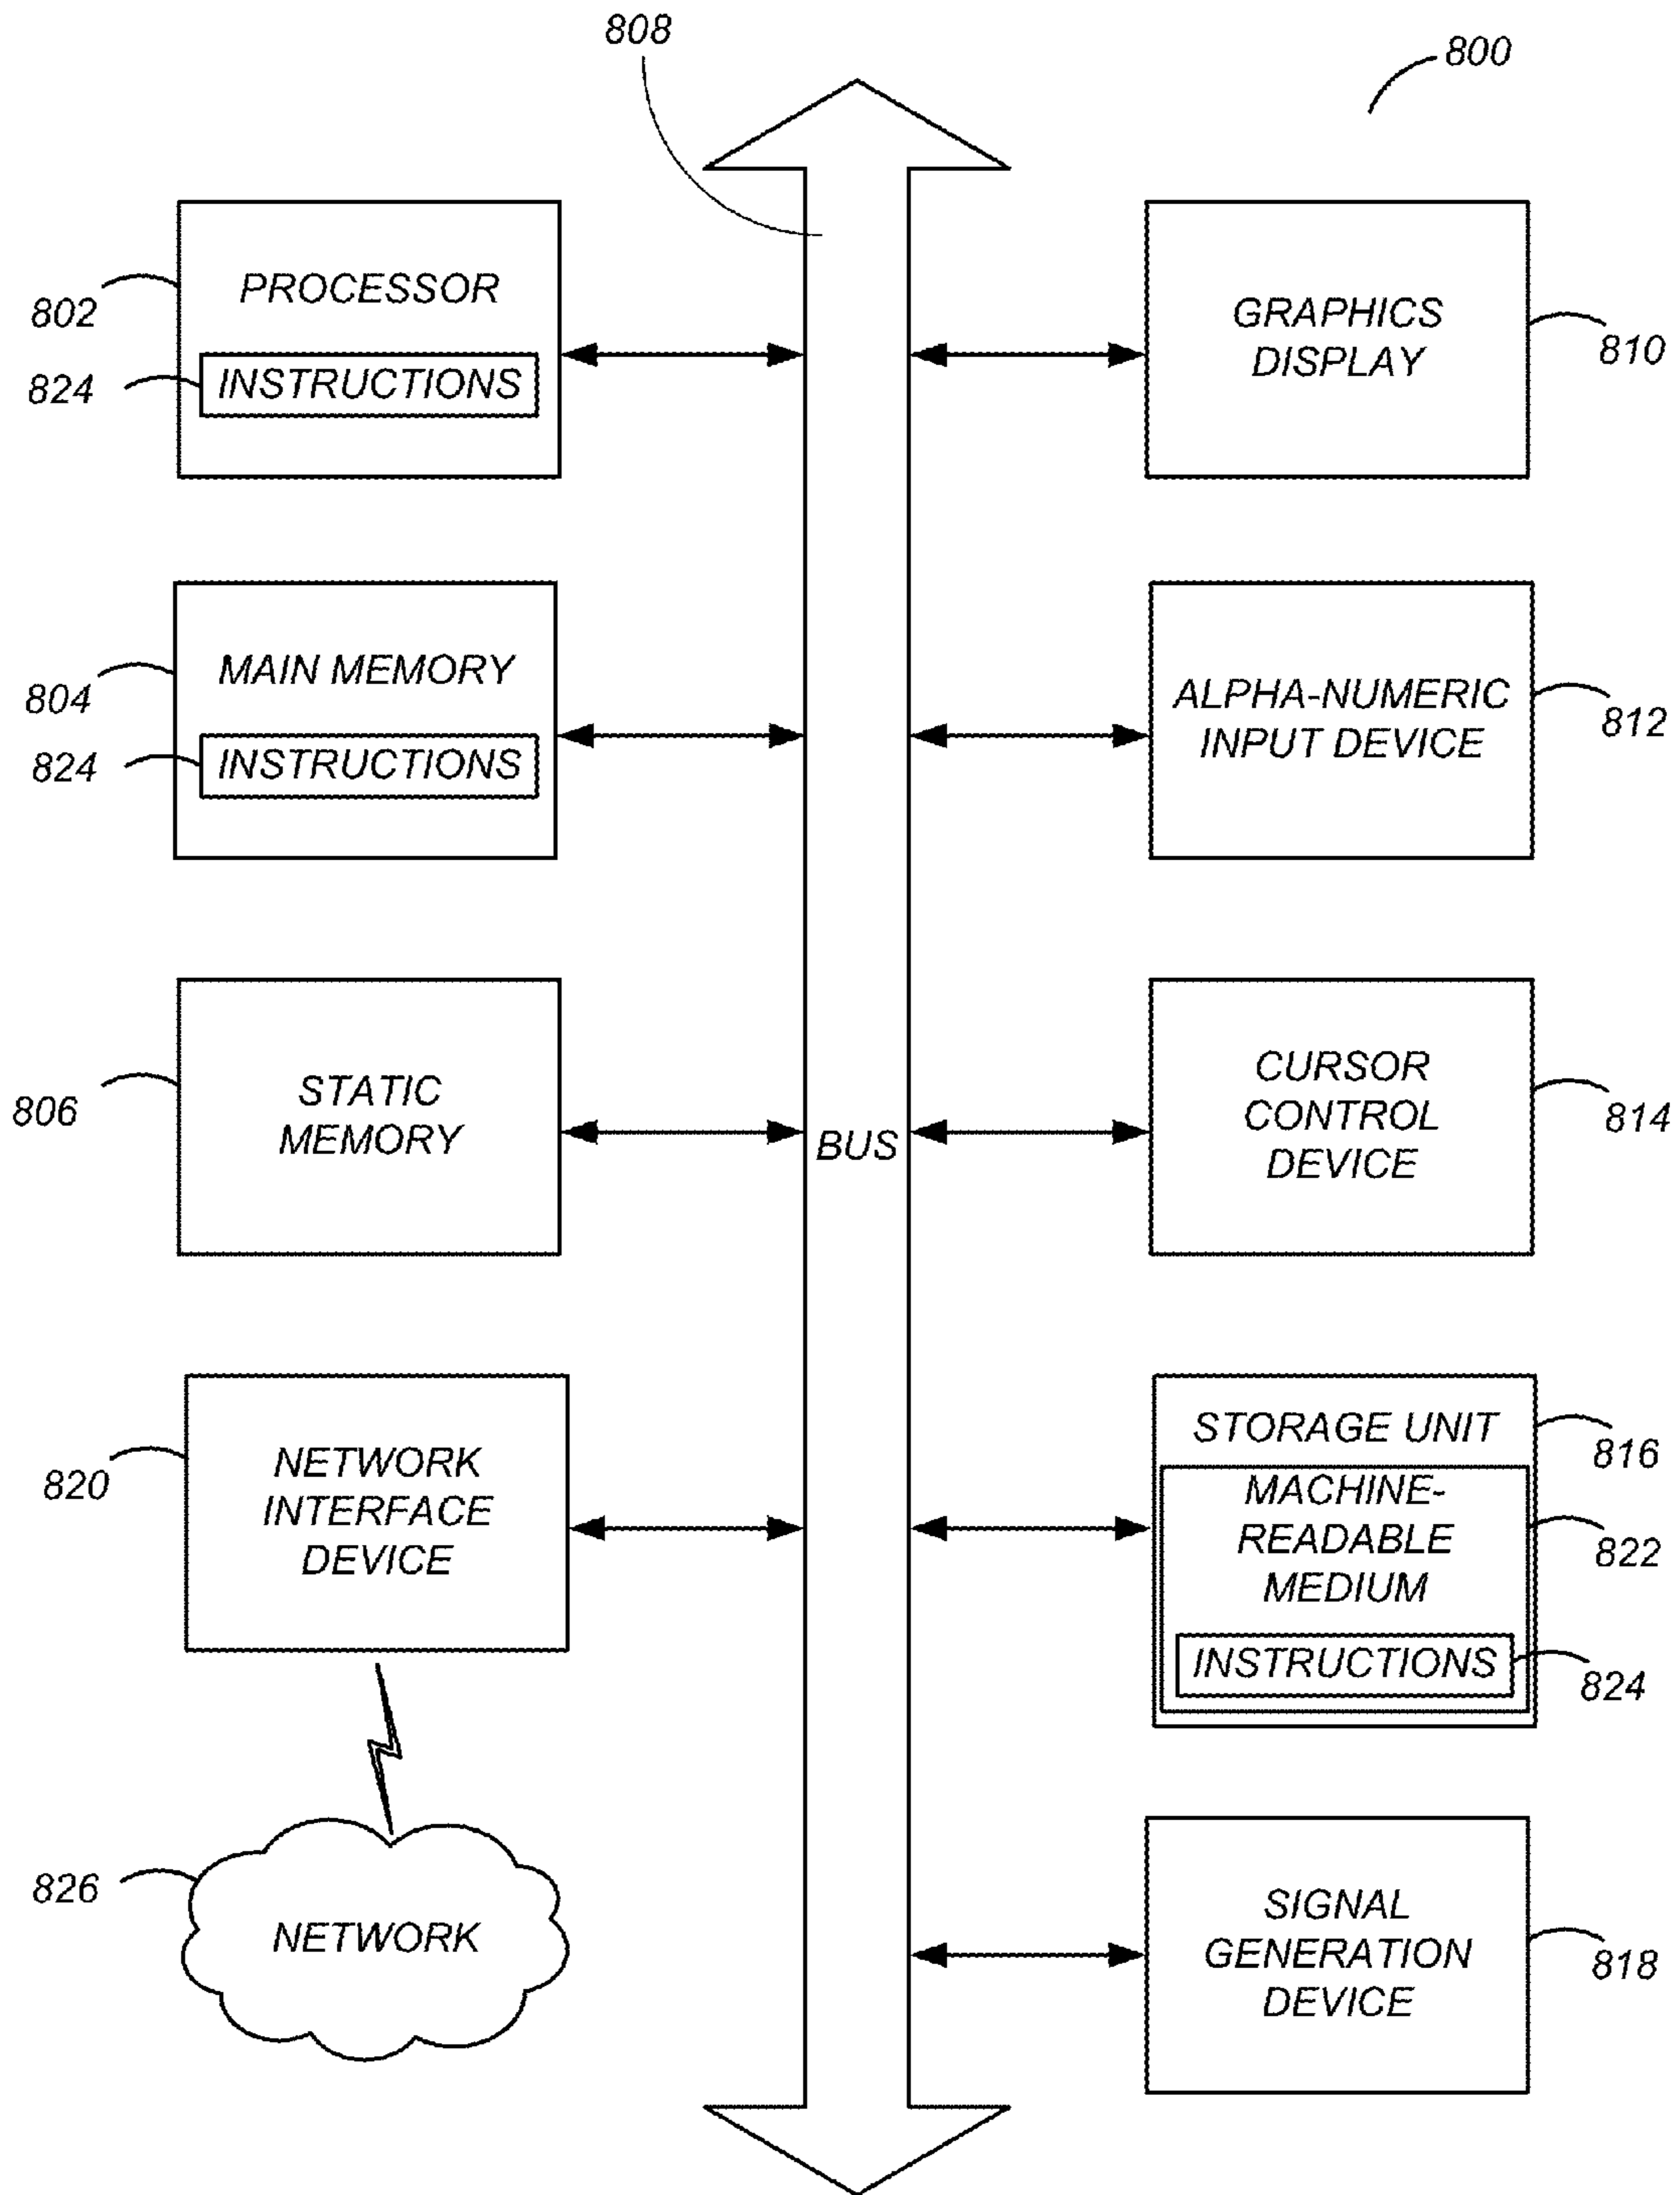 808
800
PROCESSOR
802
INSTRUCTIONS
824
GRAPHICS
DISPLAY
810
MAIN MEMORY
804
INSTRUCTIONS
824
ALPHA-NUMERIC
INPUT DEVICE
812
STATIC
MEMORY
806
BUS
CURSOR
CONTROL
DEVICE
814
NETWORK
INTERFACE
DEVICE
820
STORAGE UNIT
816
MACHINE-
READABLE
MEDIUM
822
INSTRUCTIONS
824
826
NETWORK
SIGNAL
GENERATION
DEVICE
818